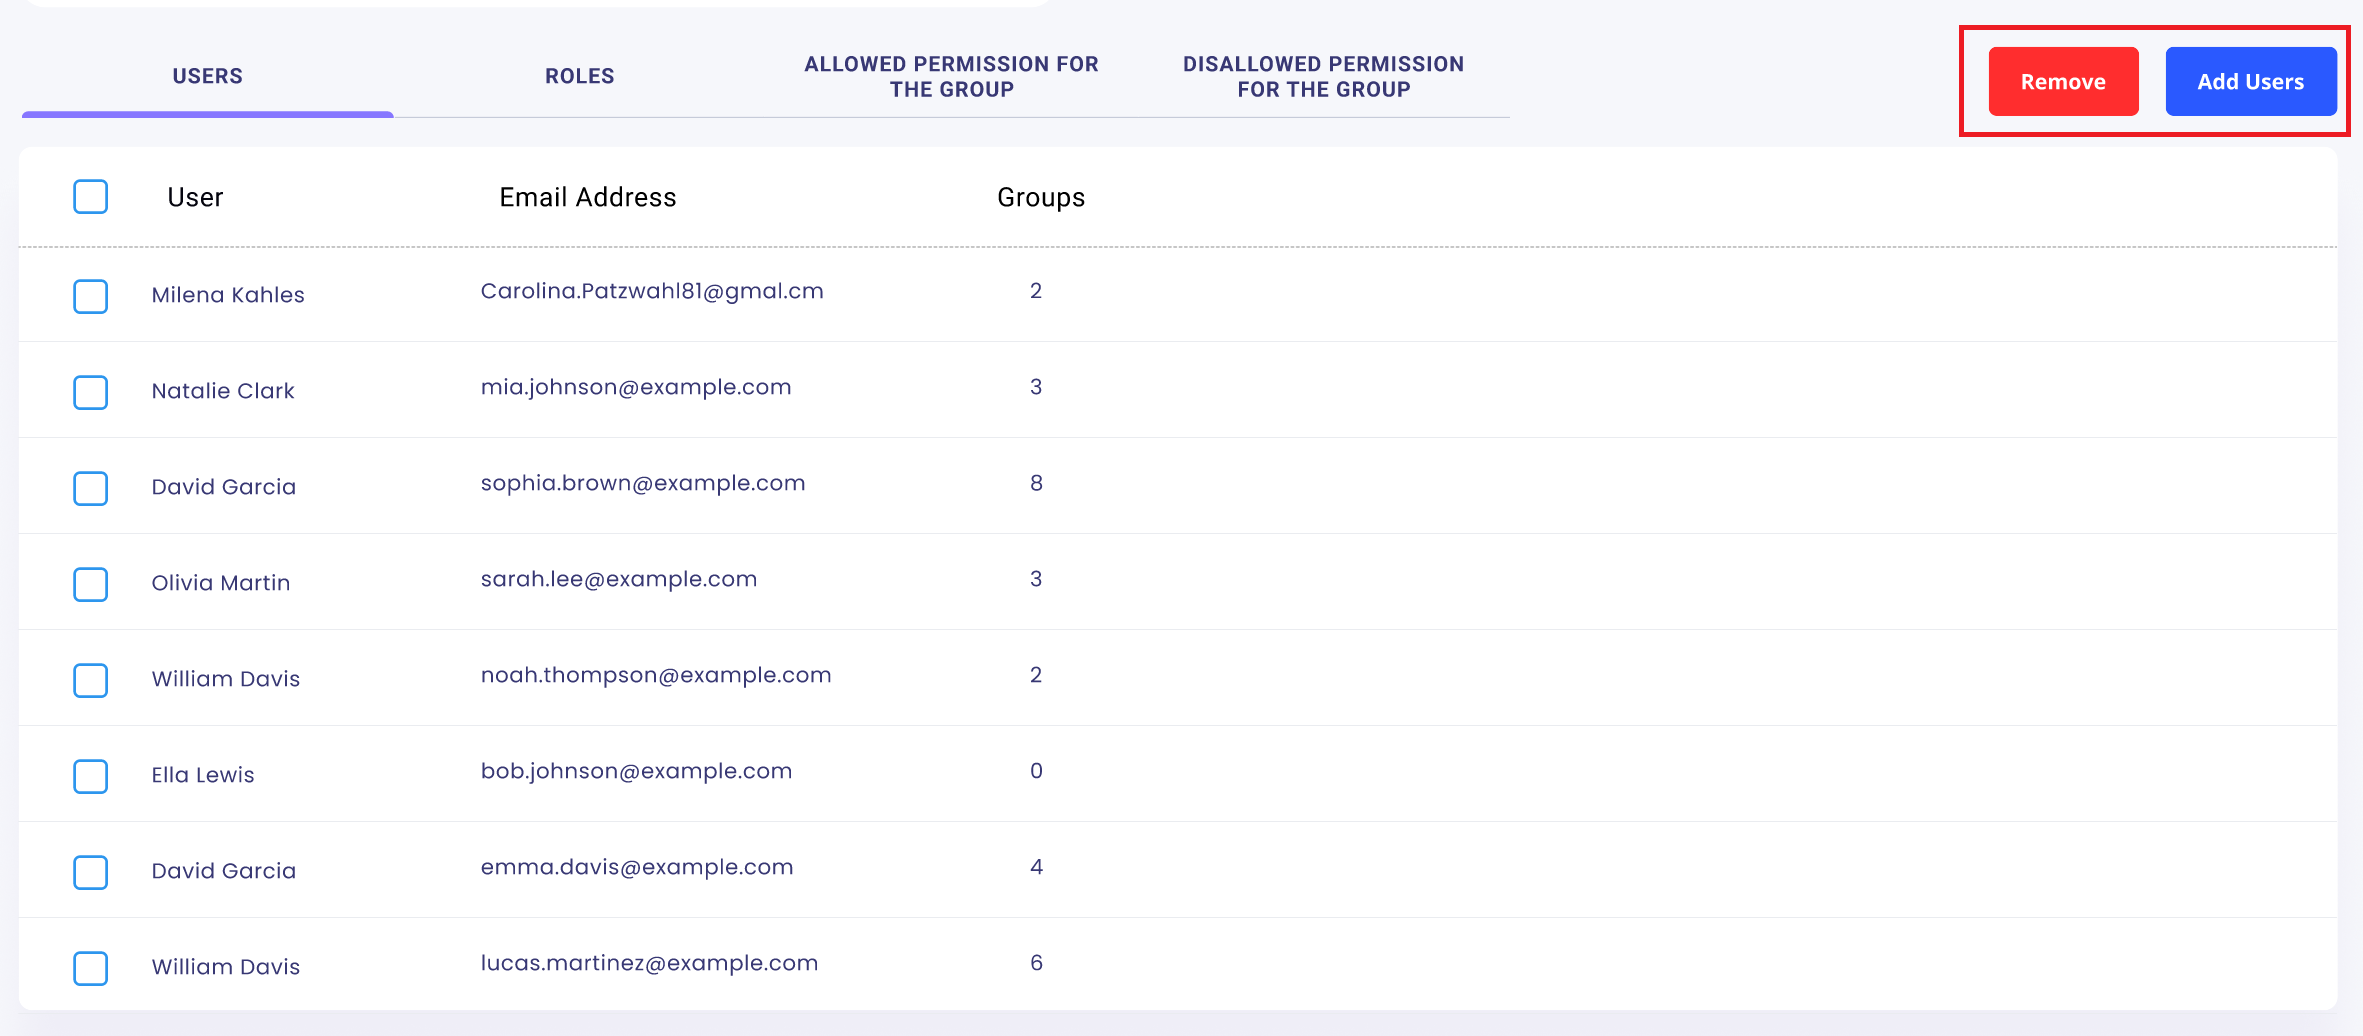 USERS
ROLES
ALLOWED PERMISSION FOR
THE GROUP
DISALLOWED PERMISSION
FOR THE GROUP
Remove
Add Users
User Email Address Groups
Milena Kahles Carolina.Patzwahl81@gmal.cm 2
Natalie Clark mia.johnson@example.com 3
David Garcia sophia.brown@example.com 8
Olivia Martin sarah.lee@example.com 3
William Davis noah.thompson@example.com 2
Ella Lewis bob.johnson@example.com 0
David Garcia emma.davis@example.com 4
William Davis lucas.martinez@example.com 6